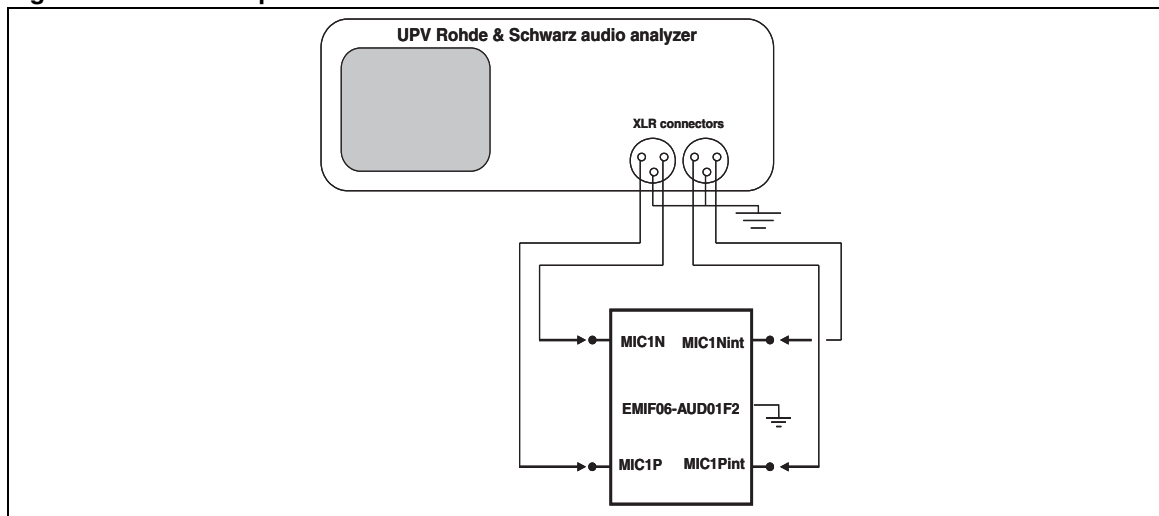 UPV Rohde & Schwarz audio analyzer
XLR connectors
MIC1N MIC1Nint
EMIF06-AUD01F2
MIC1P MIC1Pint